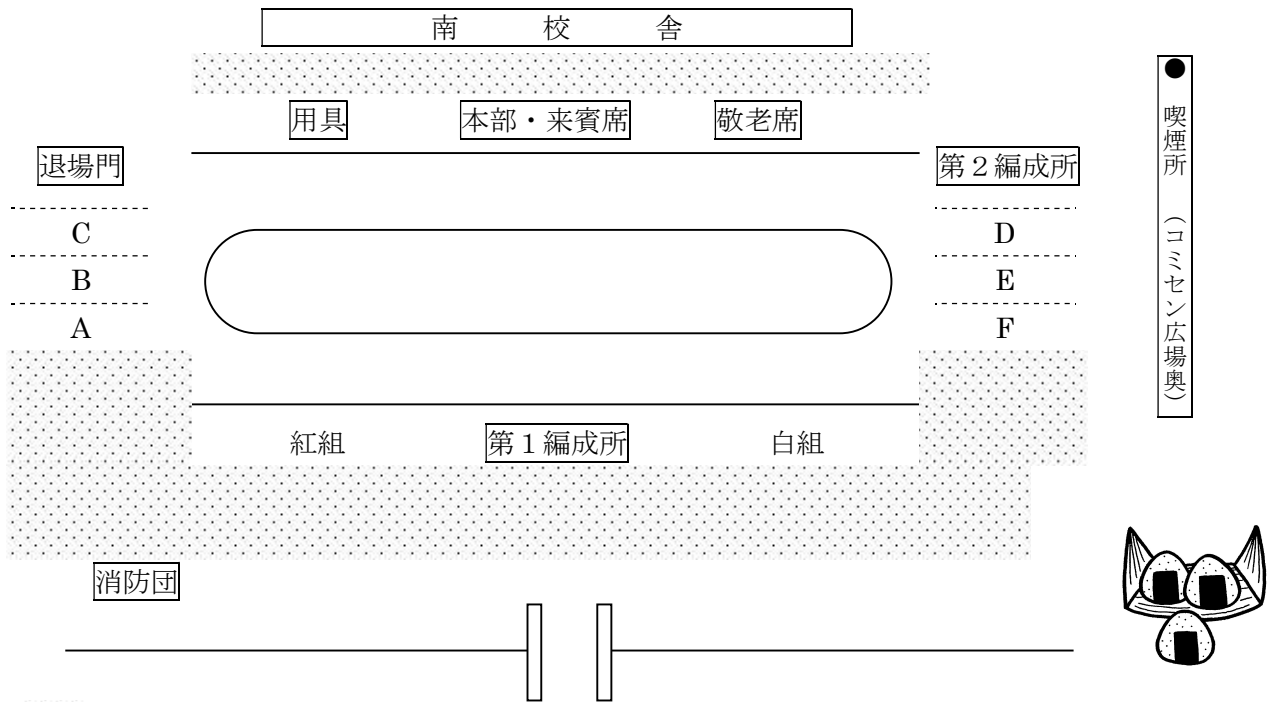 南校舎
用具
本部・来賓席
敬老席
退場門
第２編成所
C
D
B
E
A
F
紅組
第１編成所
白組
消防団
●喫煙所　（コミセン広場奥）